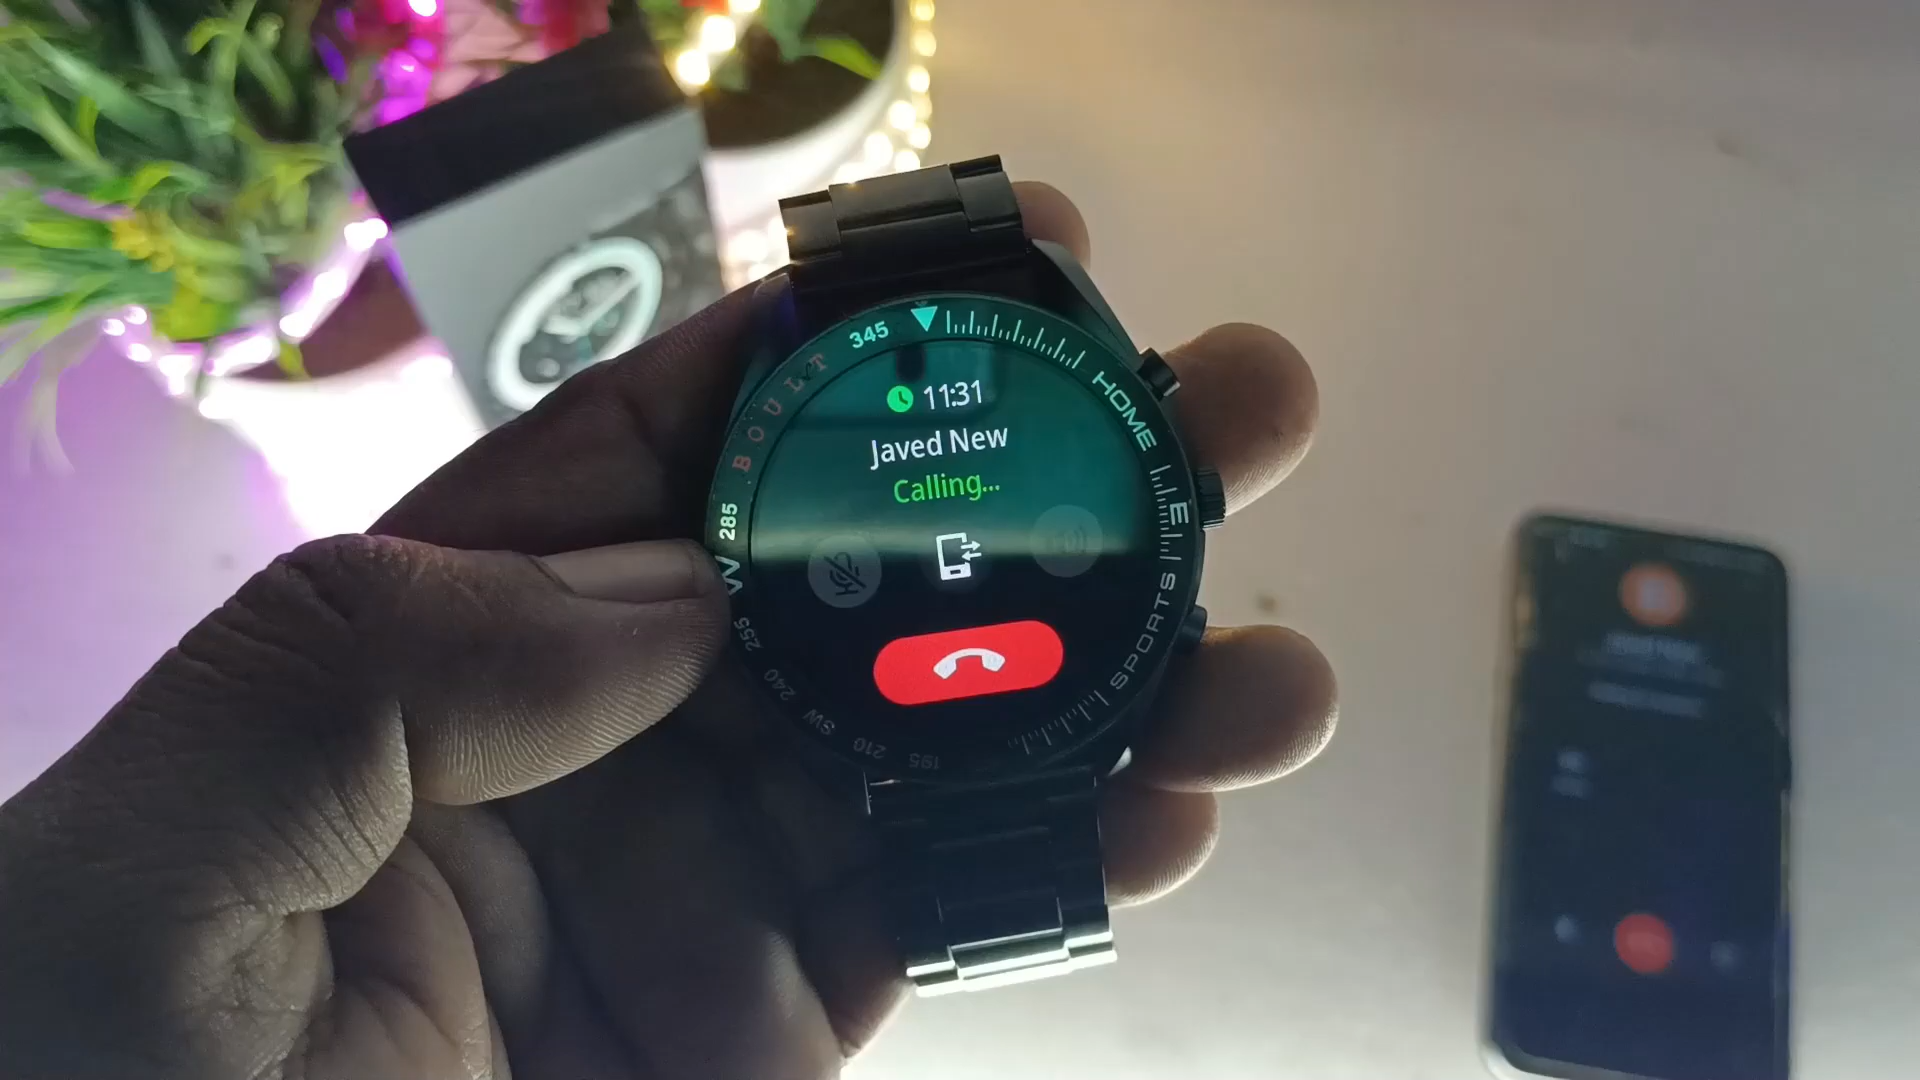 345
BOULT
285
W
255
240
SW
210
195
HOME
E
SPORTS
11:31
Javed New
Calling...